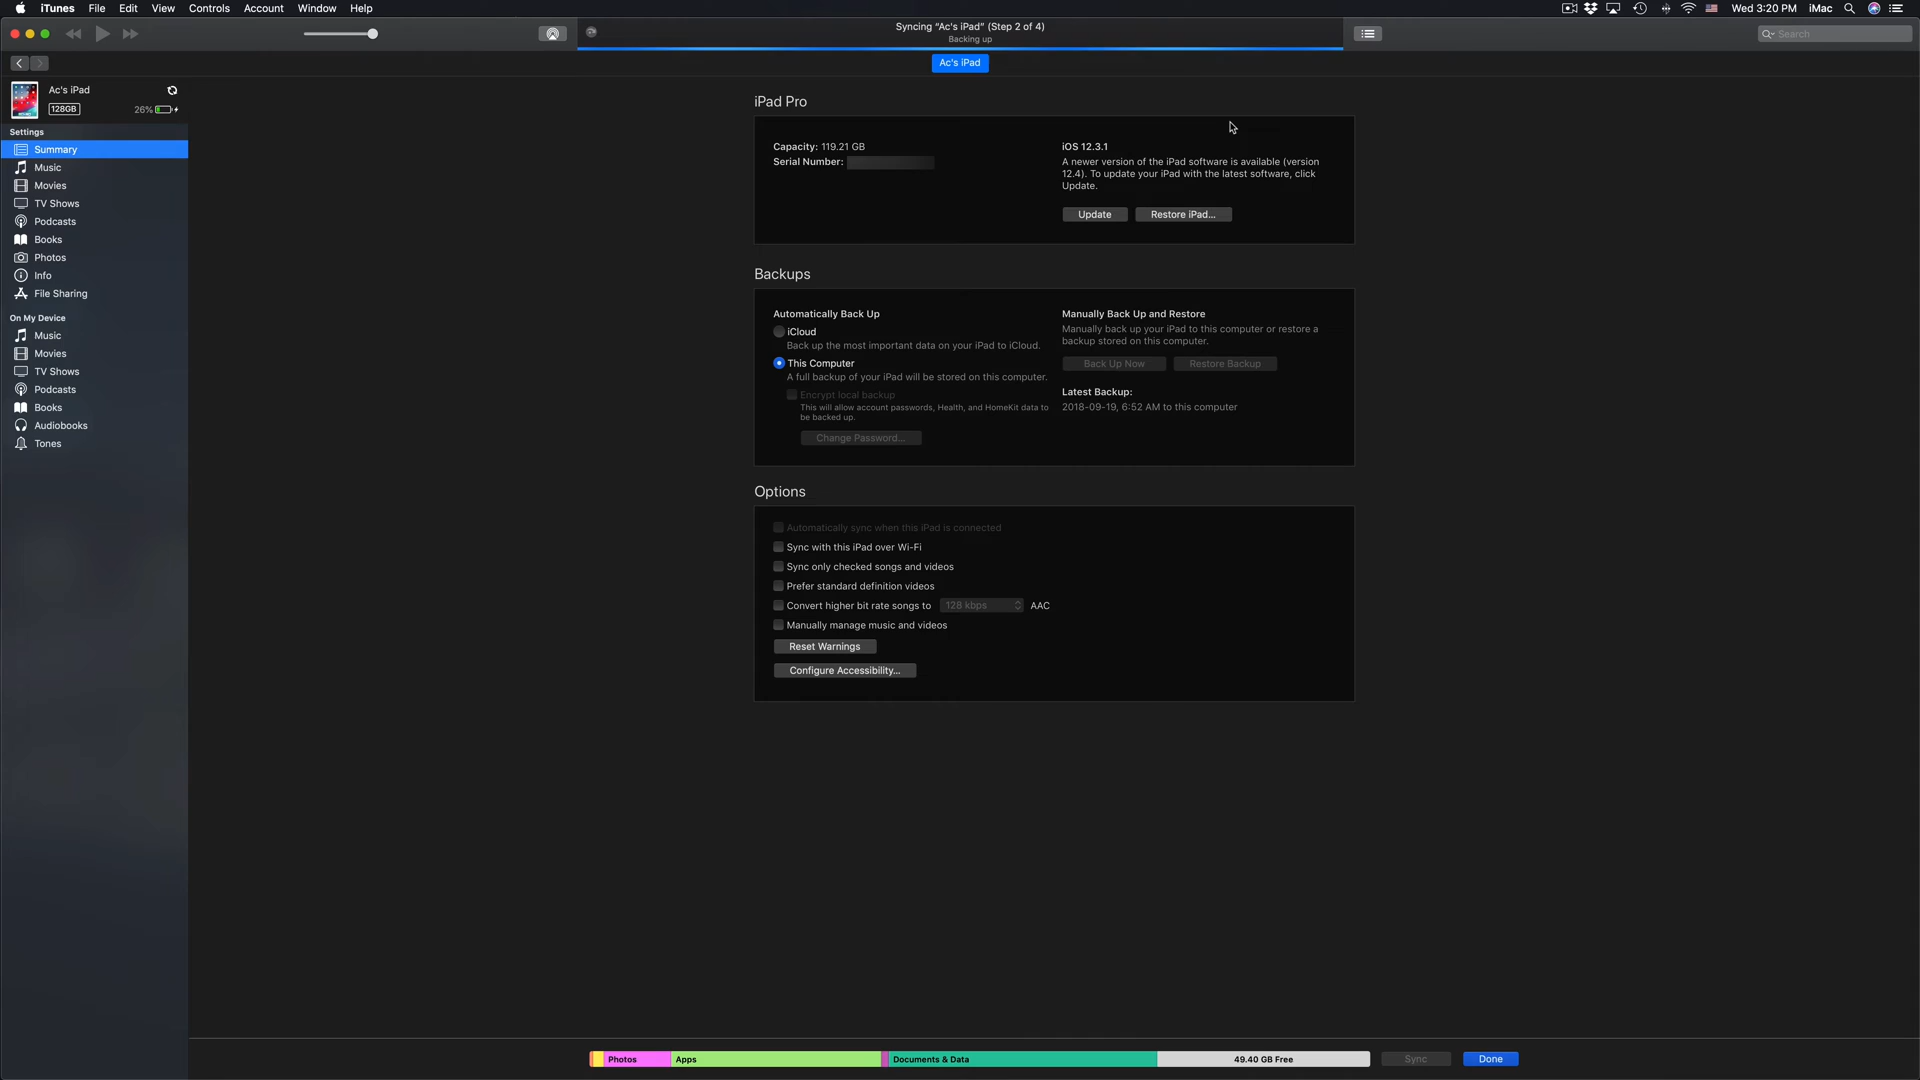 iTunes File Edit View Controls Account Window Help Wed 3:20 PM iMac
Syncing “Ac's iPad” (Step 2 of 4)
Backing up
Search
Ac's iPad
Ac's iPad
128GB 26%
Settings
Summary
Music
Movies
TV Shows
Podcasts
Books
Photos
Info
File Sharing
On My Device
Music
Movies
TV Shows
Podcasts
Books
Audiobooks
Tones
iPad Pro
Capacity: 119.21 GB
Serial Number:
iOS 12.3.1
A newer version of the iPad software is available (version
12.4). To update your iPad with the latest software, click
Update.
Update Restore iPad...
Backups
Automatically Back Up
iCloud
Back up the most important data on your iPad to iCloud.
This Computer
A full backup of your iPad will be stored on this computer.
Encrypt local backup
This will allow account passwords, Health, and HomeKit data to
be backed up.
Change Password...
Manually Back Up and Restore
Manually back up your iPad to this computer or restore a
backup stored on this computer.
Back Up Now Restore Backup
Latest Backup:
2018-09-19, 6:52 AM to this computer
Options
Automatically sync when this iPad is connected
Sync with this iPad over Wi-Fi
Sync only checked songs and videos
Prefer standard definition videos
Convert higher bit rate songs to 128 kbps AAC
Manually manage music and videos
Reset Warnings
Configure Accessibility...
Photos Apps Documents & Data 49.40 GB Free Sync Done